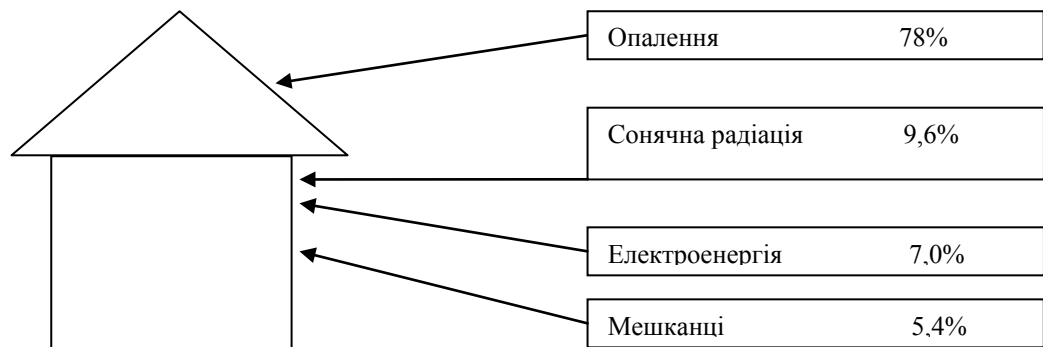 Опалення 78%
Сонячна радіація 9,6%
Електроенергія 7,0%
Мешканці 5,4%